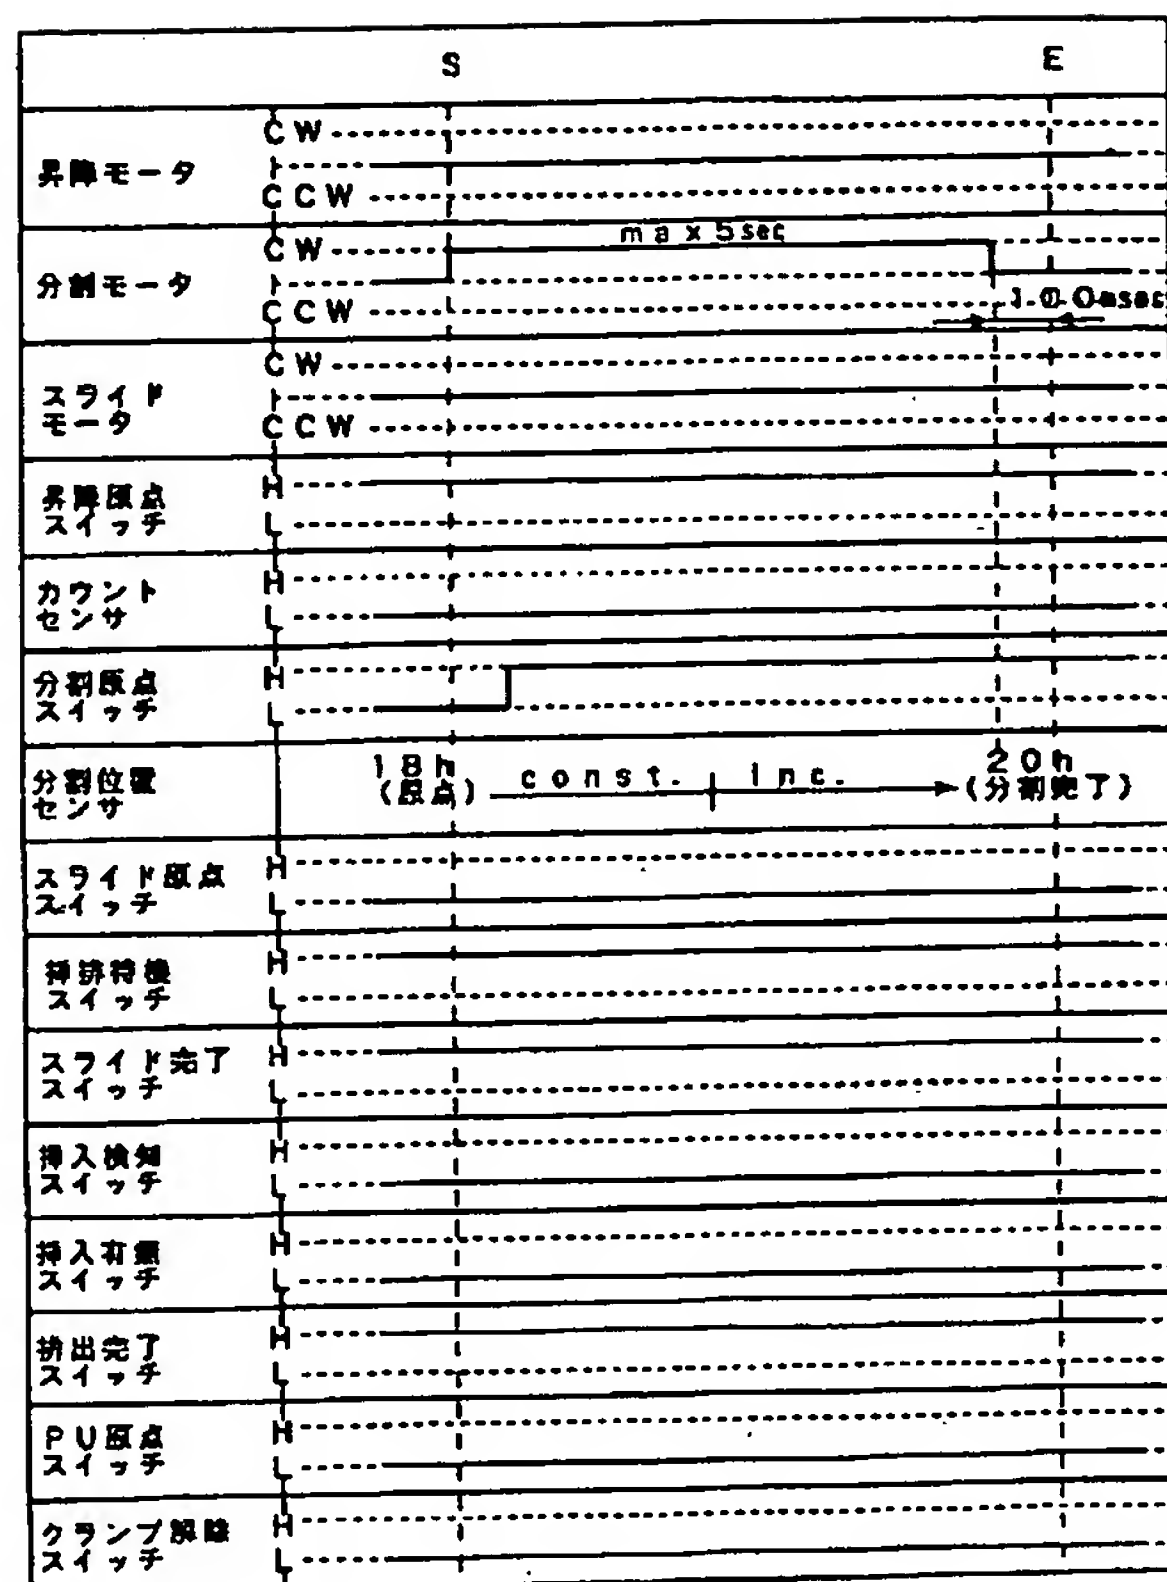 S E
昇降モータ CW
CCW
分割モータ CW max 5sec
CCW 100msec
スライド
モータ CW
CCW
昇降原点
スイッチ H
L
カウント
センサ H
L
分割原点
スイッチ H
L
分割位置
センサ 18h
(原点) const. inc. 20h
(分割完了)
スライド原点
スイッチ H
L
挿排待機
スイッチ H
L
スライド完了
スイッチ H
L
挿入検知
スイッチ H
L
挿入有無
スイッチ H
L
排出完了
スイッチ H
L
PU原点
スイッチ H
L
クランプ解除
スイッチ H
L